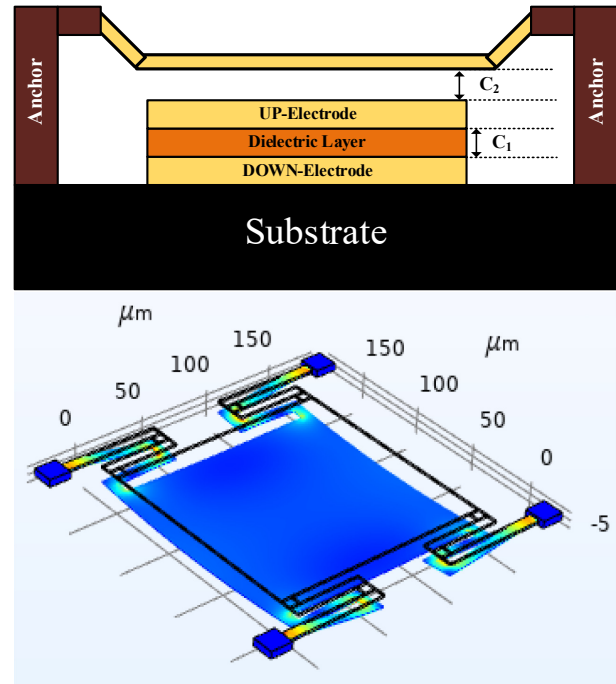 Anchor
Anchor
C2
UP-Electrode
Dielectric Layer
C1
DOWN-Electrode
Substrate
μm
μm
150
150
100
100
50
50
0
0
-5